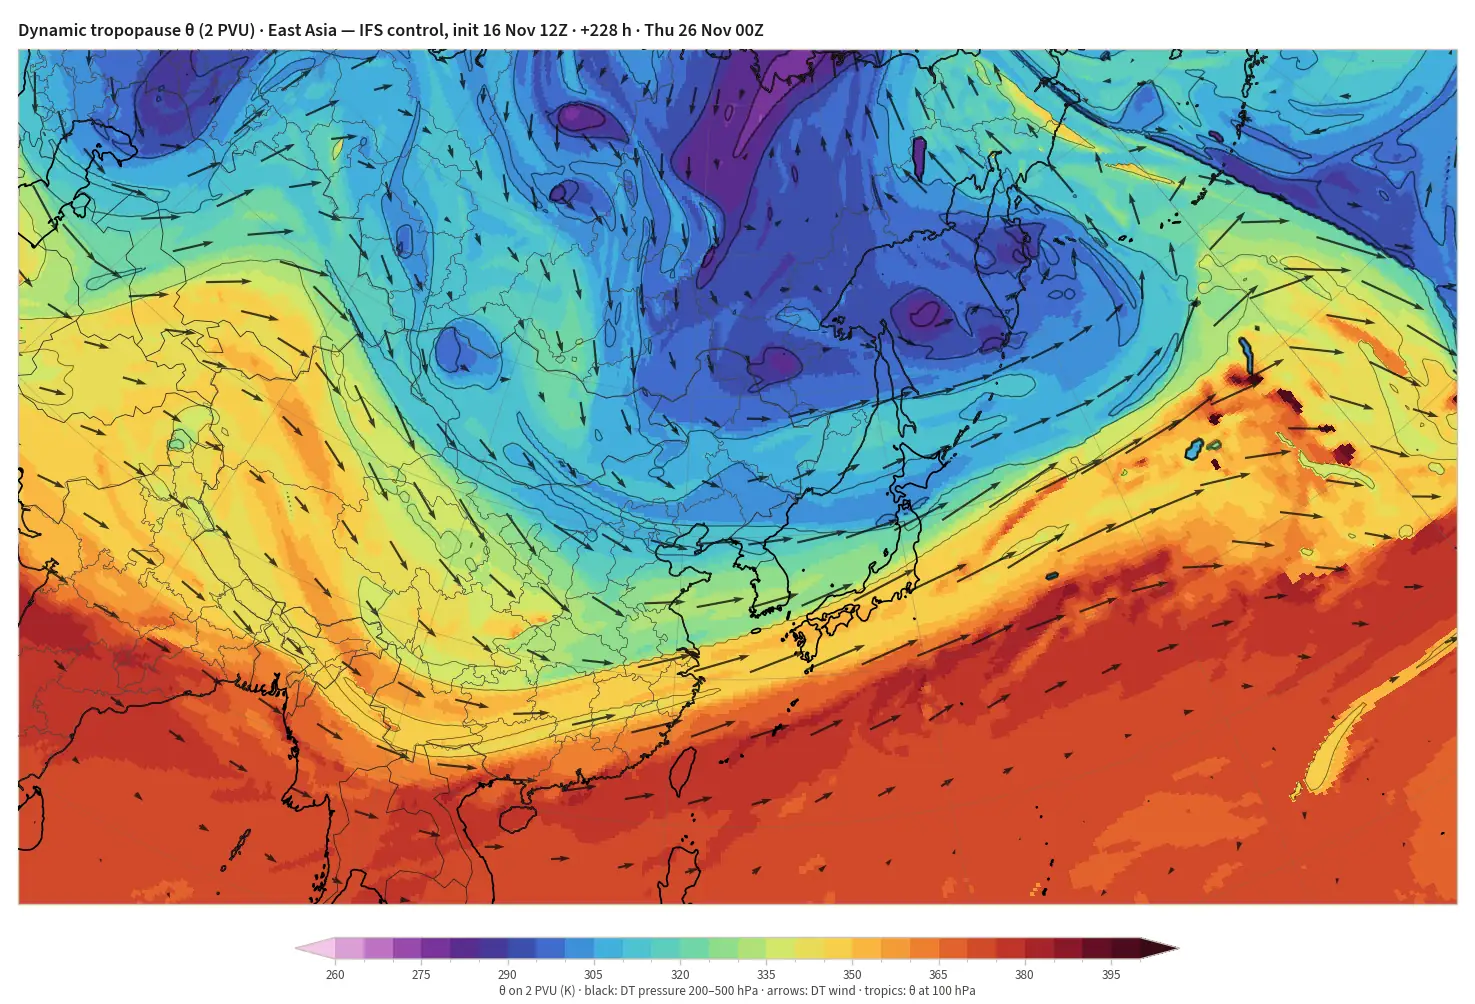 Dynamic tropopause θ (2 PVU) · East Asia — IFS control, init 16 Nov 12Z · +228 h · Thu 26 Nov 00Z
260 275 290 305 320 335 350 365 380 395
θ on 2 PVU (K) · black: DT pressure 200–500 hPa · arrows: DT wind · tropics: θ at 100 hPa